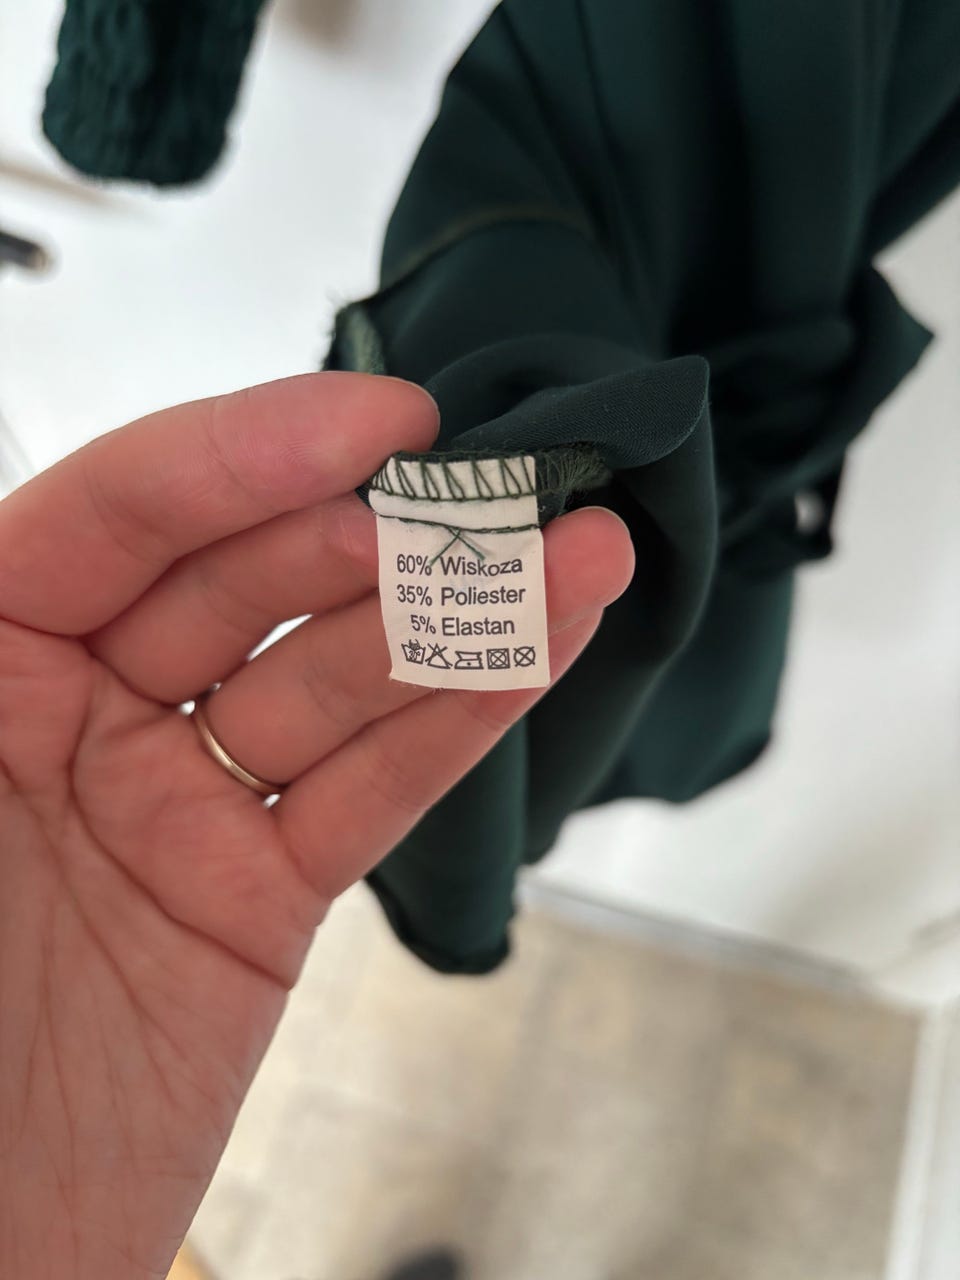 60% Wiskoza
35% Poliester
5% Elastan